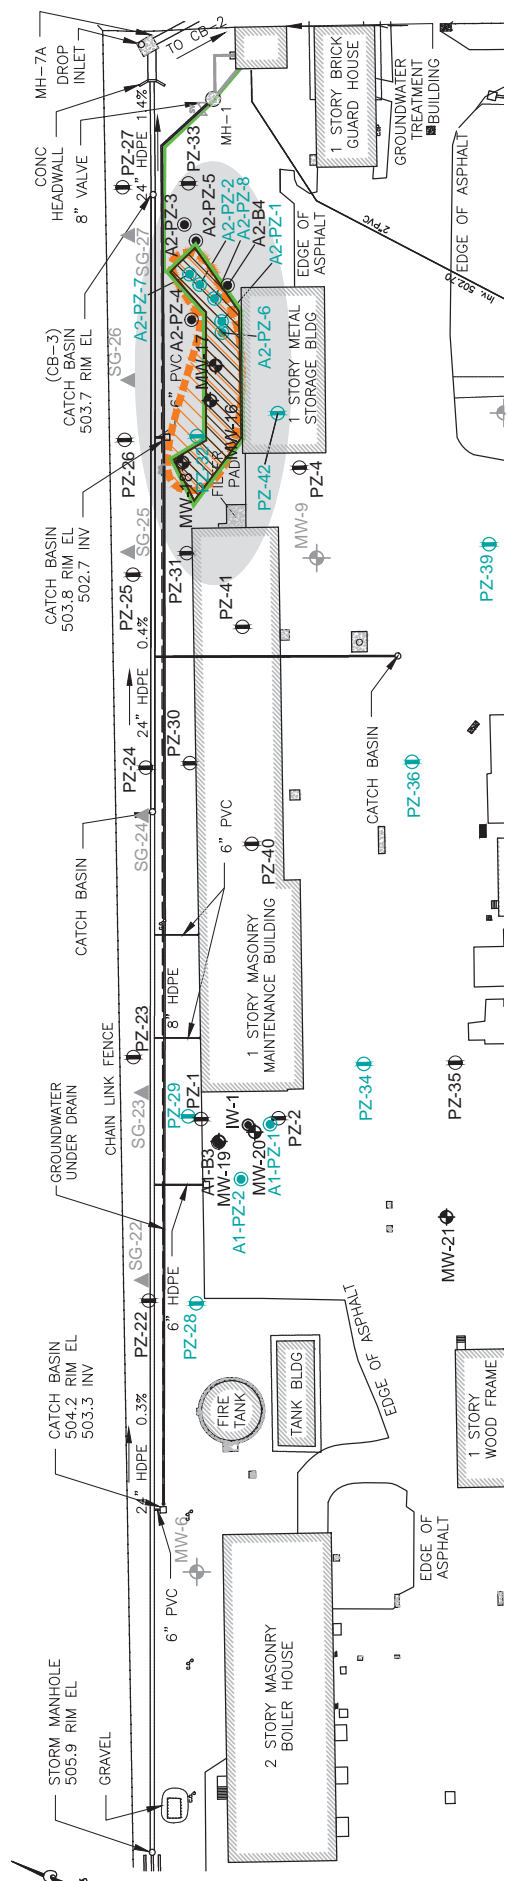 MH-7A
DROP
INLET
TO CB-2
CONC
HEADWALL
8" VALVE
1.4%
MH-1
1 STORY BRICK
GUARD HOUSE
GROUNDWATER
TREATMENT
BUILDING
PZ-27
24" HDPE
PZ-33
SG-27
A2-PZ-3
A2-PZ-5
A2-PZ-2
A2-PZ-8
A2-B4
A2-PZ-1
EDGE OF
ASPHALT
2"PVC
EDGE OF ASPHALT
Inv. 502.70
(CB-3)
CATCH BASIN
503.7 RIM EL
A2-PZ-7
A2-PZ-4
A2-PZ-6
SG-26
6" PVC
MW-17
1 STORY METAL
STORAGE BLDG
PZ-26
MW-16
PZ-32
MW-18
FILTER
PAD
PZ-42
PZ-4
CATCH BASIN
503.8 RIM EL
502.7 INV
SG-25
PZ-25
PZ-31
MW-9
PZ-39
PZ-41
0.4%
24" HDPE
PZ-24
PZ-30
CATCH BASIN
PZ-36
SG-24
CATCH BASIN
6" PVC
PZ-40
8" HDPE
1 STORY MASONRY
MAINTENANCE BUILDING
CHAIN LINK FENCE
PZ-23
GROUNDWATER
UNDER DRAIN
SG-23
PZ-29
PZ-1
IW-1
PZ-2
PZ-34
PZ-35
A1-B3
MW-19
MW-20
A1-PZ-1
A1-PZ-2
MW-21
SG-22
PZ-22
6" HDPE
PZ-28
CATCH BASIN
504.2 RIM EL
503.3 INV
0.3%
24" HDPE
FIRE
TANK
TANK BLDG
EDGE OF ASPHALT
1 STORY
WOOD FRAME
MW-6
6" PVC
EDGE OF
ASPHALT
2 STORY MASONRY
BOILER HOUSE
STORM MANHOLE
505.9 RIM EL
GRAVEL